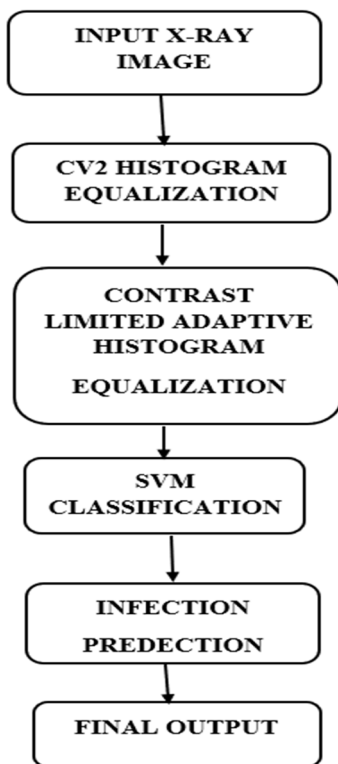 INPUT X-RAY
IMAGE
CV2 HISTOGRAM
EQUALIZATION
CONTRAST
LIMITED ADAPTIVE
HISTOGRAM
EQUALIZATION
SVM
CLASSIFICATION
INFECTION
PREDECTION
FINAL OUTPUT